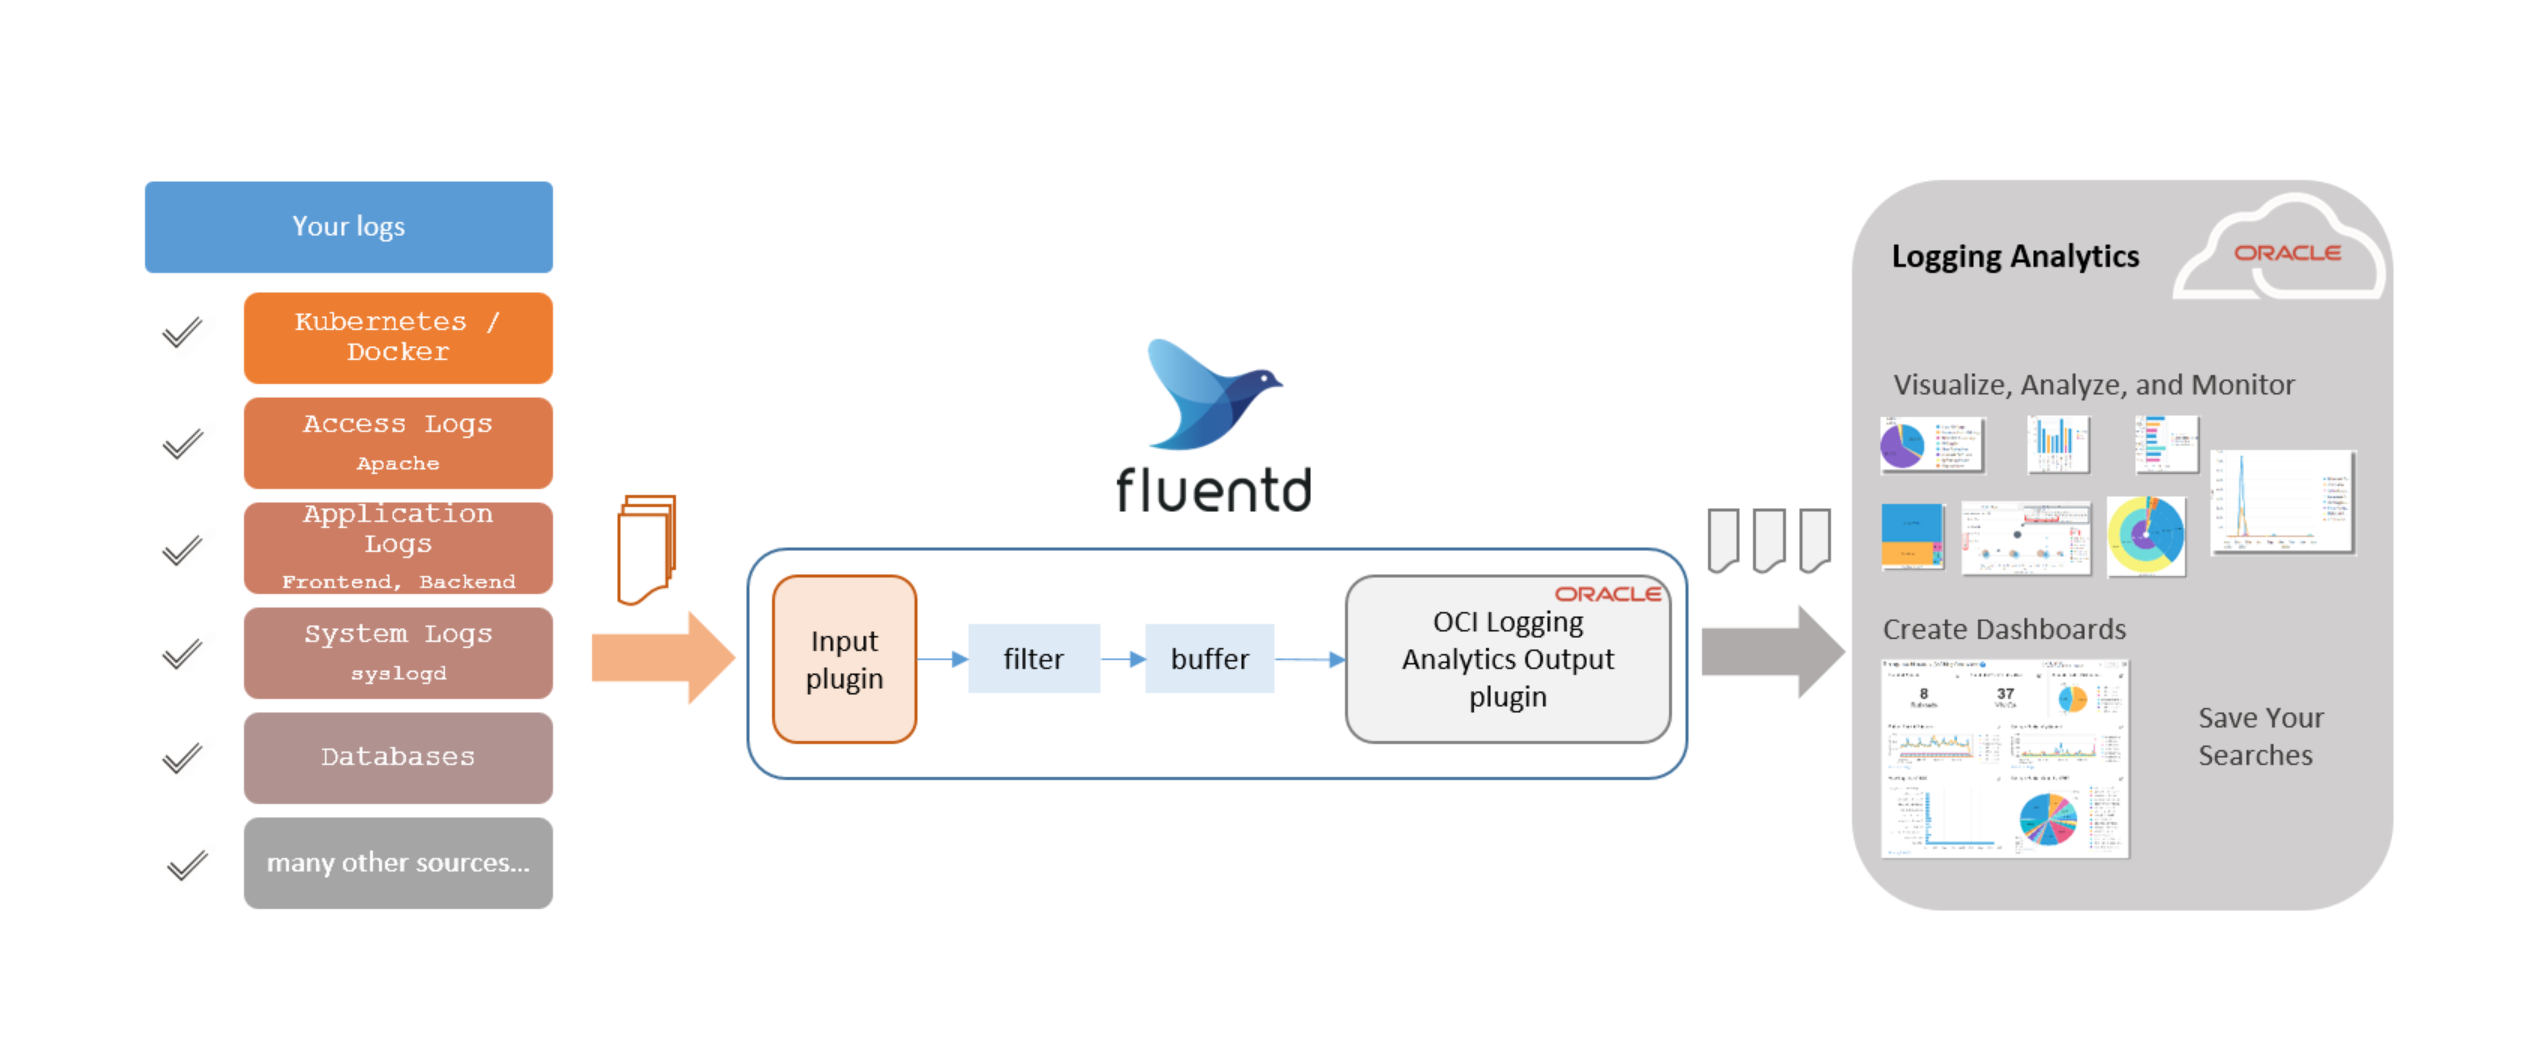 Your logs
Kubernetes /
Docker
Access Logs
Apache
Application
Logs
Frontend, Backend
System Logs
syslogd
Databases
many other sources...
fluentd
Input
plugin
filter
buffer
ORACLE
OCI Logging
Analytics Output
plugin
Logging Analytics
ORACLE
Visualize, Analyze, and Monitor
Create Dashboards
8
37
Save Your
Searches